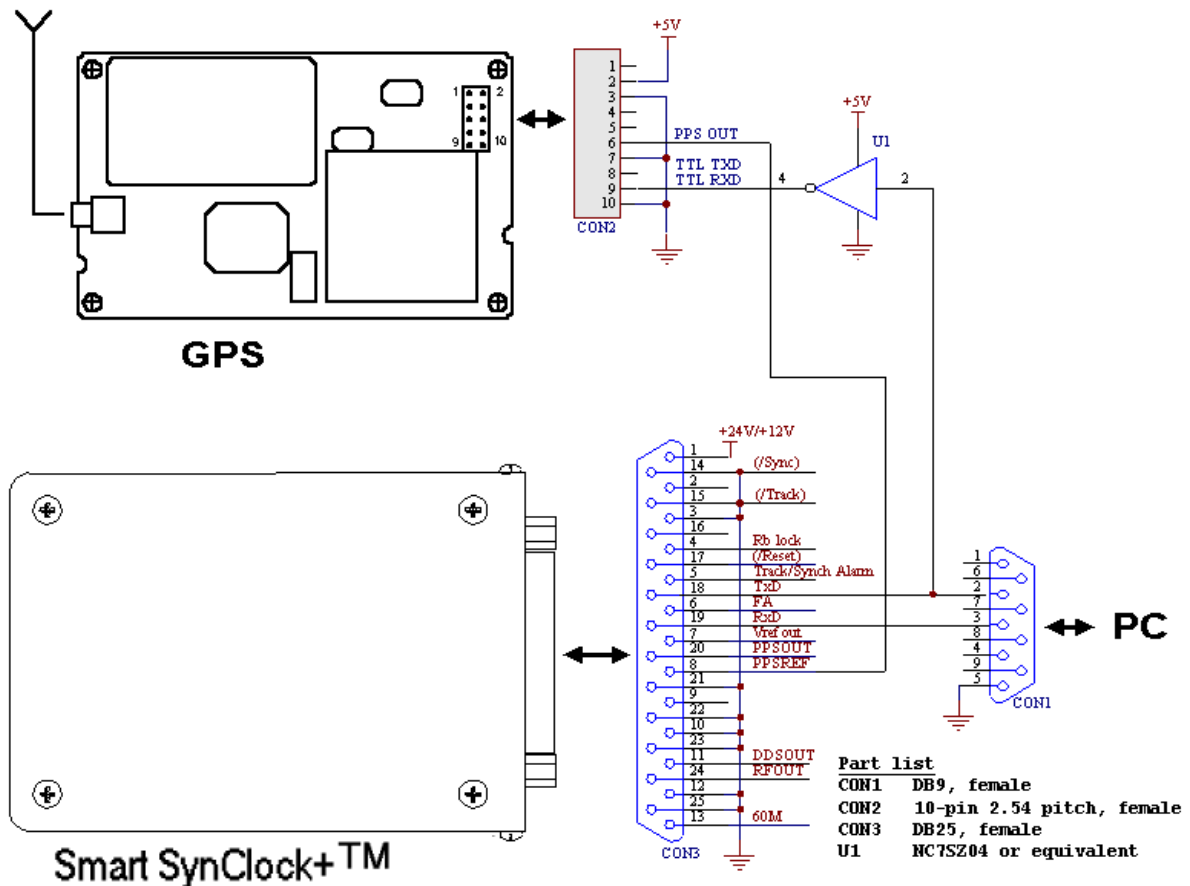 +5V
1
2
3
4
5
6
7
8
9
10
CON2
1 2
9 10
PPS OUT
TTL TXD
TTL RXD
4
+5V
U1
2
GPS
+24V/+12V
1
14 (/Sync)
2
15 (/Track)
3
16
4 Rb lock
17 (/Reset)
5 Track/Synch Alarm
18 TxD
6 FA
19 RxD
7 Vref out
20 PPSOUT
8 PPSREF
21
9
22
10
23
11 DDSOUT
24 RFOUT
12
25
13 60M
CON3
1
6
2
7
3
8
4
9
5
CON1
PC
Smart SynClock+™
Part list
CON1 DB9, female
CON2 10-pin 2.54 pitch, female
CON3 DB25, female
U1 NC7SZ04 or equivalent